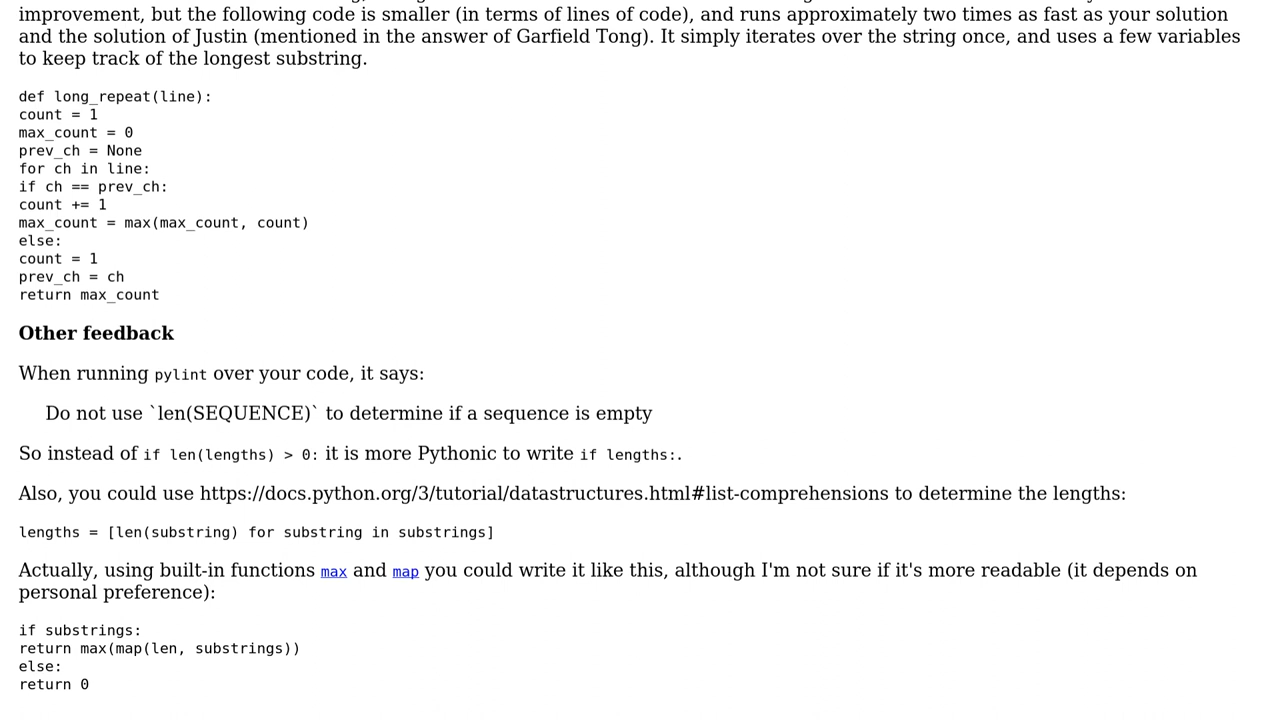 improvement, but the following code is smaller (in terms of lines of code), and runs approximately two times as fast as your solution
and the solution of Justin (mentioned in the answer of Garfield Tong). It simply iterates over the string once, and uses a few variables
to keep track of the longest substring.
def long_repeat(line):
count = 1
max_count = 0
prev_ch = None
for ch in line:
if ch == prev_ch:
count += 1
max_count = max(max_count, count)
else:
count = 1
prev_ch = ch
return max_count
Other feedback
When running pylint over your code, it says:
Do not use `len(SEQUENCE)` to determine if a sequence is empty
So instead of if len(lengths) > 0: it is more Pythonic to write if lengths:.
Also, you could use https://docs.python.org/3/tutorial/datastructures.html#list-comprehensions to determine the lengths:
lengths = [len(substring) for substring in substrings]
Actually, using built-in functions max and map you could write it like this, although I'm not sure if it's more readable (it depends on
personal preference):
if substrings:
return max(map(len, substrings))
else:
return 0